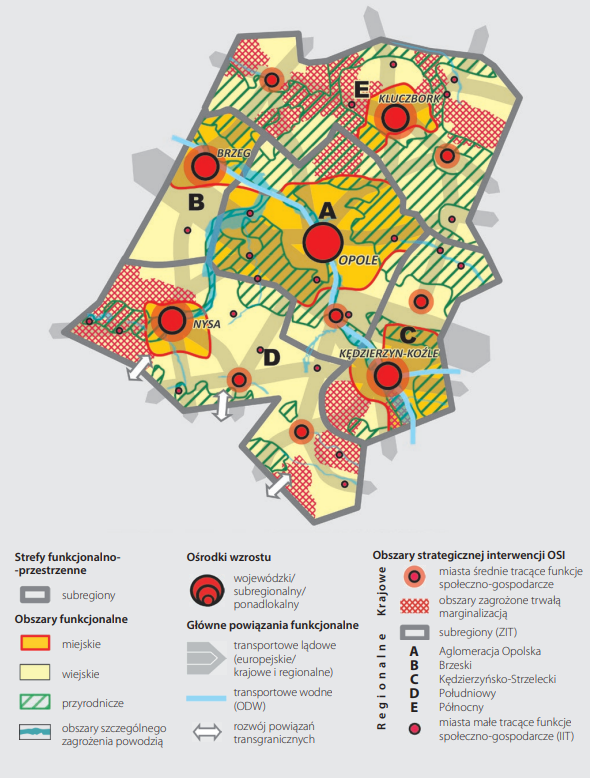 E
KLUCZBORK
BRZEG
B
A
OPOLE
NYSA
C
D
KĘDZIERZYN-KOŹLE
Strefy funkcjonalno-
-przestrzenne
subregiony
Obszary funkcjonalne
miejskie
wiejskie
przyrodnicze
obszary szczególnego
zagrożenia powodzią
Ośrodki wzrostu
wojewódzki/
subregionalny/
ponadlokalny
Główne powiązania funkcjonalne
transportowe lądowe
(europejskie/
krajowe i regionalne)
transportowe wodne
(ODW)
rozwój powiązań
transgranicznych
Obszary strategicznej interwencji OSI
Krajowe
miasta średnie tracące funkcje
społeczno-gospodarcze
obszary zagrożone trwałą
marginalizacją
Regionalne
subregiony (ZIT)
A Aglomeracja Opolska
B Brzeski
C Kędzierzyńsko-Strzelecki
D Południowy
E Północny
miasta małe tracące funkcje
społeczno-gospodarcze (IIT)